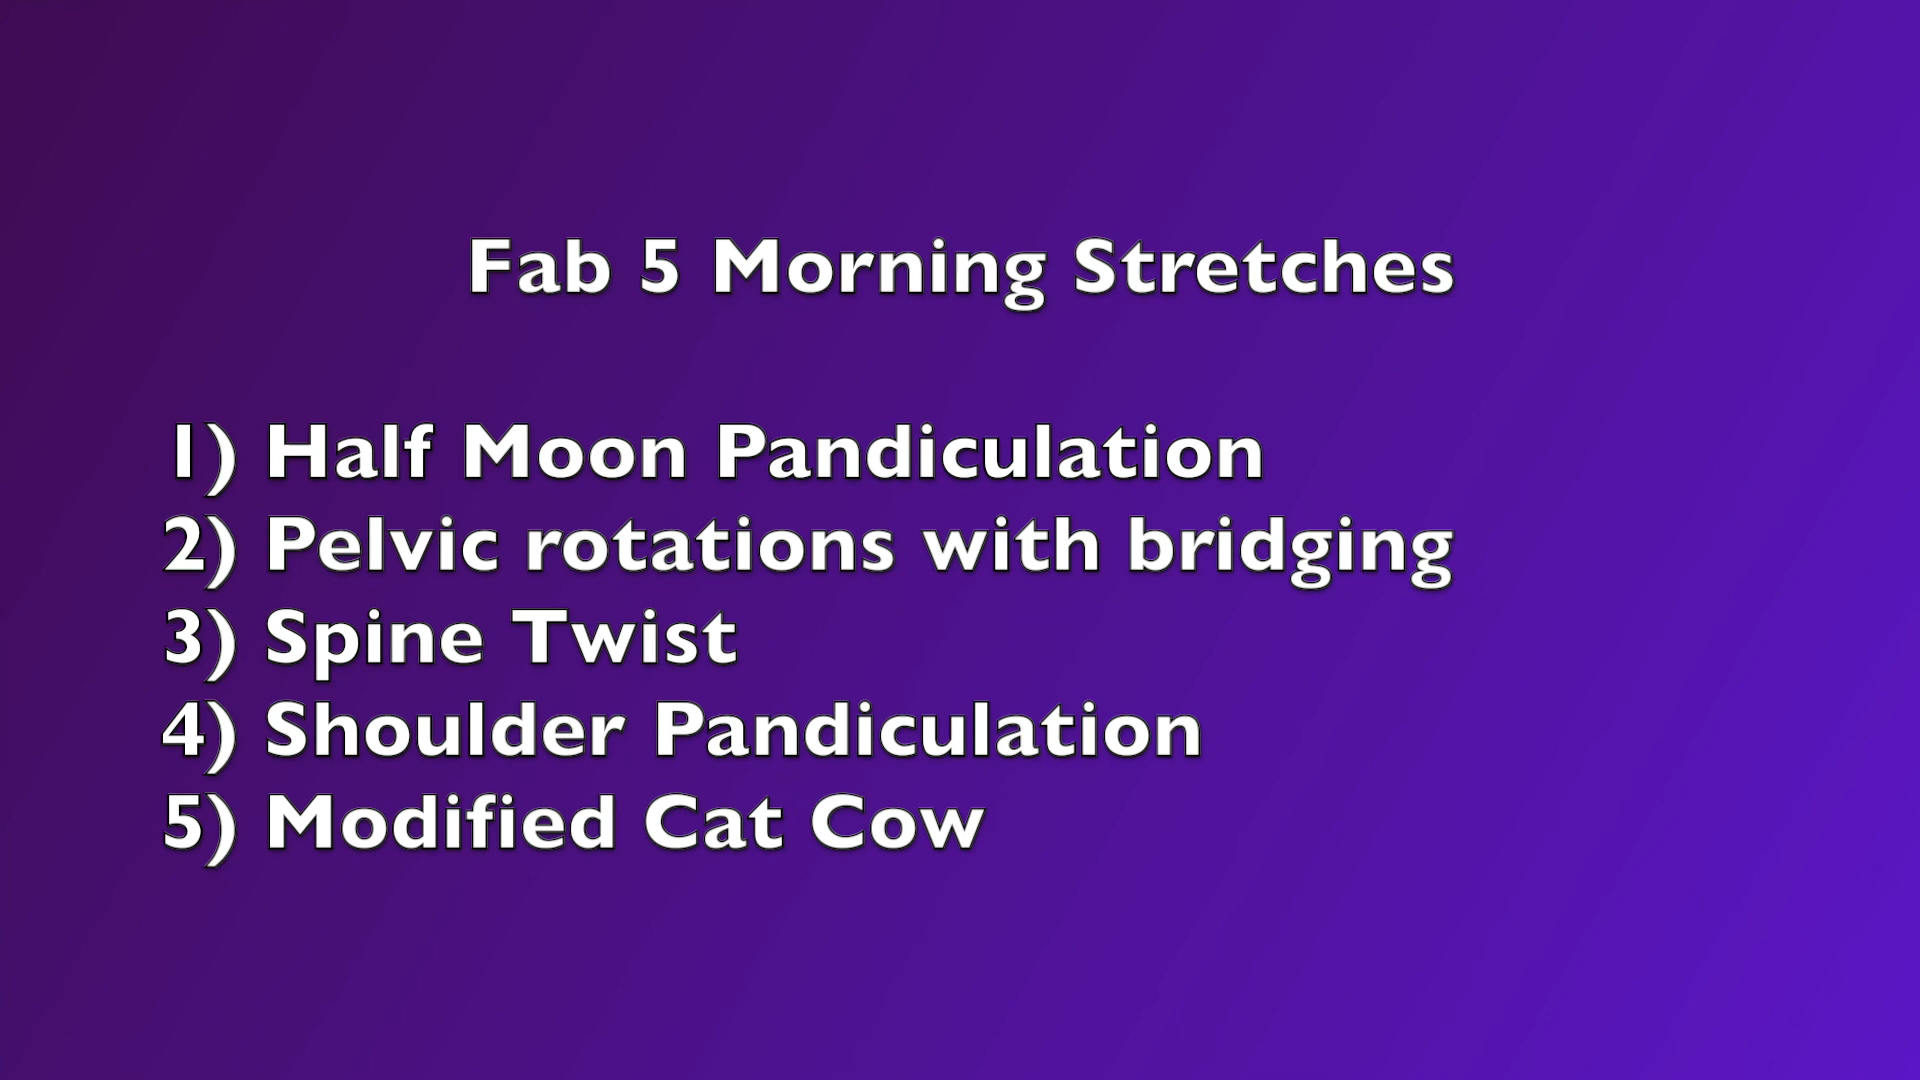 Fab 5 Morning Stretches
1) Half Moon Pandiculation
2) Pelvic rotations with bridging
3) Spine Twist
4) Shoulder Pandiculation
5) Modified Cat Cow